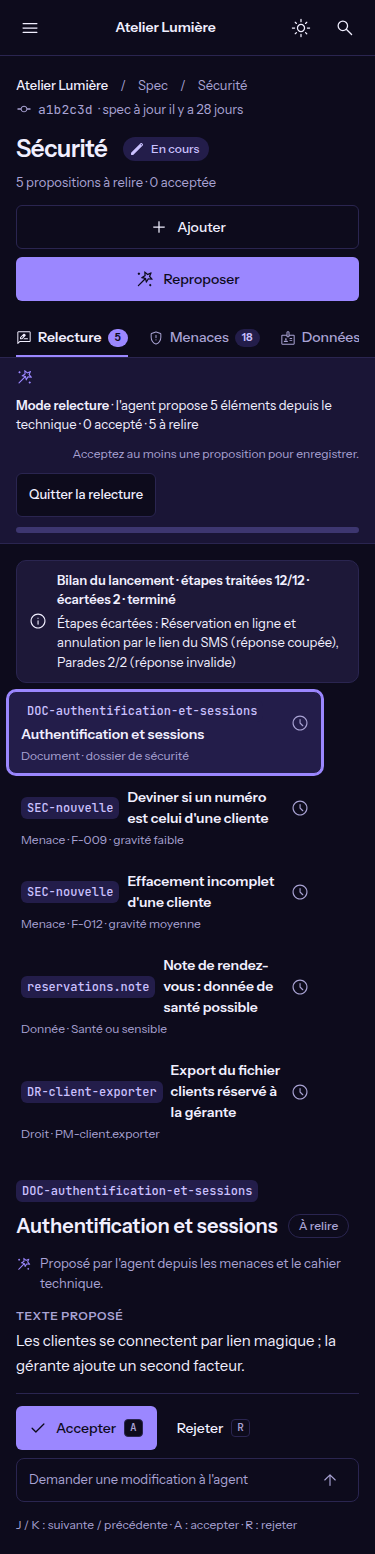 Atelier Lumière
Atelier Lumière / Spec / Sécurité
a1b2c3d · spec à jour il y a 28 jours
Sécurité En cours
5 propositions à relire · 0 acceptée
Ajouter
Reproposer
Relecture 5 Menaces 18 Données
Mode relecture · l'agent propose 5 éléments depuis le
technique · 0 accepté · 5 à relire
Acceptez au moins une proposition pour enregistrer.
Quitter la relecture
Bilan du lancement · étapes traitées 12/12 ·
écartées 2 · terminé
Étapes écartées : Réservation en ligne et
annulation par le lien du SMS (réponse coupée),
Parades 2/2 (réponse invalide)
DOC-authentification-et-sessions
Authentification et sessions
Document · dossier de sécurité
SEC-nouvelle Deviner si un numéro
est celui d'une cliente
Menace · F-009 · gravité faible
SEC-nouvelle Effacement incomplet
d'une cliente
Menace · F-012 · gravité moyenne
reservations.note Note de rendez-
vous : donnée de
santé possible
Donnée · Santé ou sensible
DR-client-exporter Export du fichier
clients réservé à
la gérante
Droit · PM-client.exporter
DOC-authentification-et-sessions
Authentification et sessions À relire
Proposé par l'agent depuis les menaces et le cahier
technique.
TEXTE PROPOSÉ
Les clientes se connectent par lien magique ; la
gérante ajoute un second facteur.
Accepter A Rejeter R
Demander une modification à l'agent
J / K : suivante / précédente · A : accepter · R : rejeter